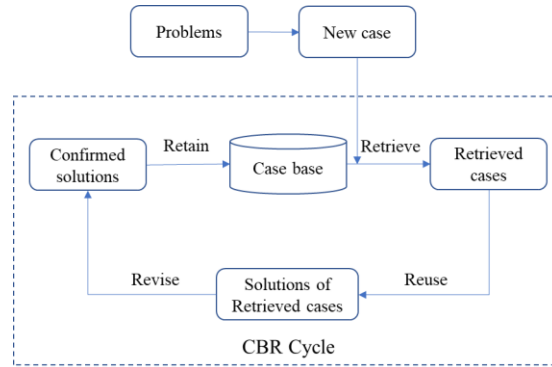 Problems
New case
Retain
Retrieve
Confirmed
solutions
Case base
Retrieved
cases
Revise
Solutions of
Retrieved cases
Reuse
CBR Cycle